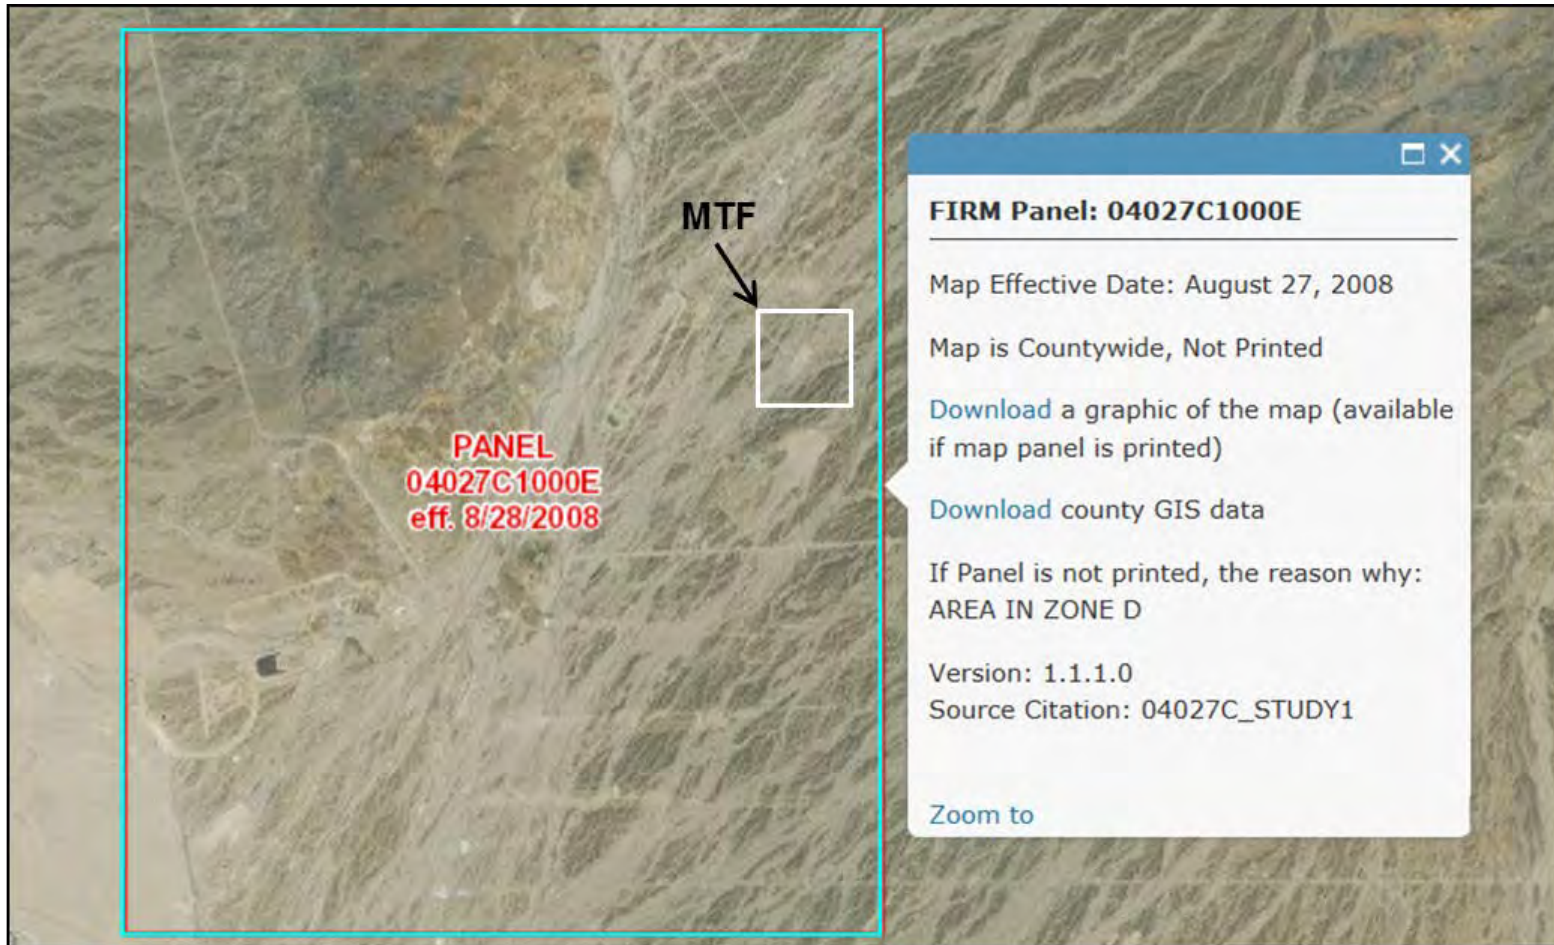 MTF
PANEL
04027C1000E
eff. 8/28/2008
FIRM Panel: 04027C1000E
Map Effective Date: August 27, 2008
Map is Countywide, Not Printed
Download a graphic of the map (available
if map panel is printed)
Download county GIS data
If Panel is not printed, the reason why:
AREA IN ZONE D
Version: 1.1.1.0
Source Citation: 04027C_STUDY1
Zoom to